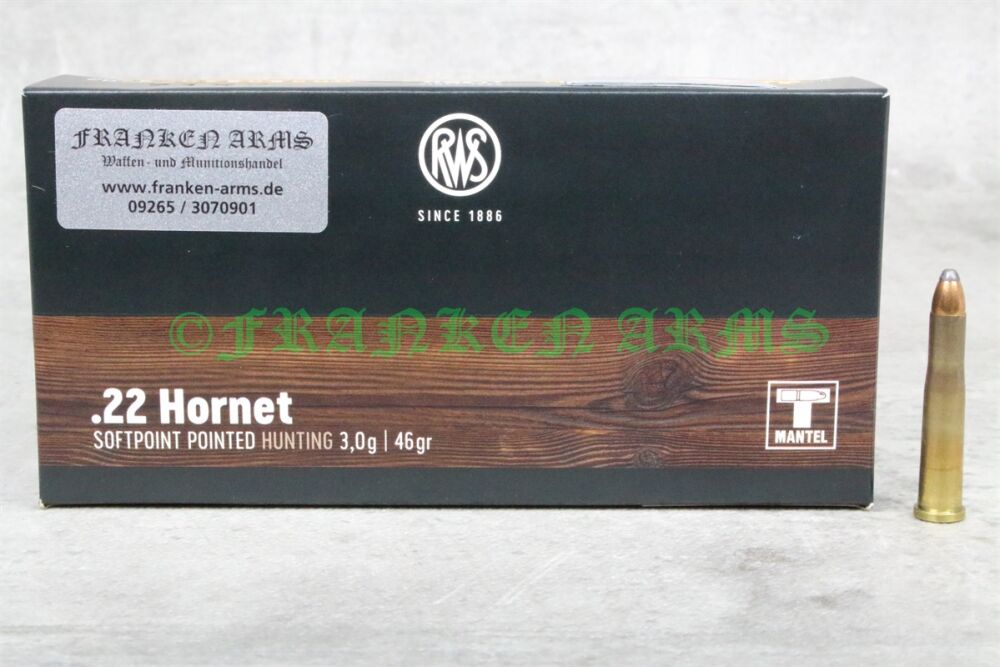 FRANKEN ARMS
Waffen- und Munitionshandel
www.franken-arms.de
09265 / 3070901
RWS
SINCE 1886
©FRANKEN ARMS
.22 Hornet
SOFTPOINT POINTED HUNTING 3,0g | 46gr
T
MANTEL